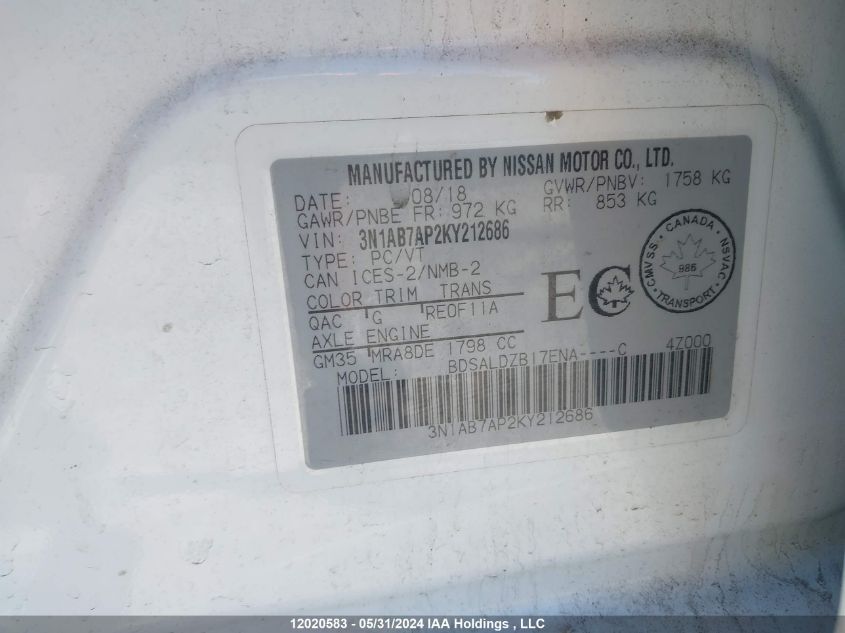 MANUFACTURED BY NISSAN MOTOR CO., LTD.
DATE: 08/18 GVWR/PNBV: 1758 KG
GAWR/PNBE FR: 972 KG RR: 853 KG
VIN: 3N1AB7AP2KY212686
TYPE: PC/VT
CAN ICES-2/NMB-2
COLOR TRIM TRANS
QAC G RE0F11A
AXLE ENGINE
GM35 MRA8DE 1798 CC 4Z000
MODEL: BDSALDZB17ENA----C
3N1AB7AP2KY212686
EC
CMVSS. CANADA NSVAC
985
TRANSPORT
12020583 - 05/31/2024 IAA Holdings, LLC